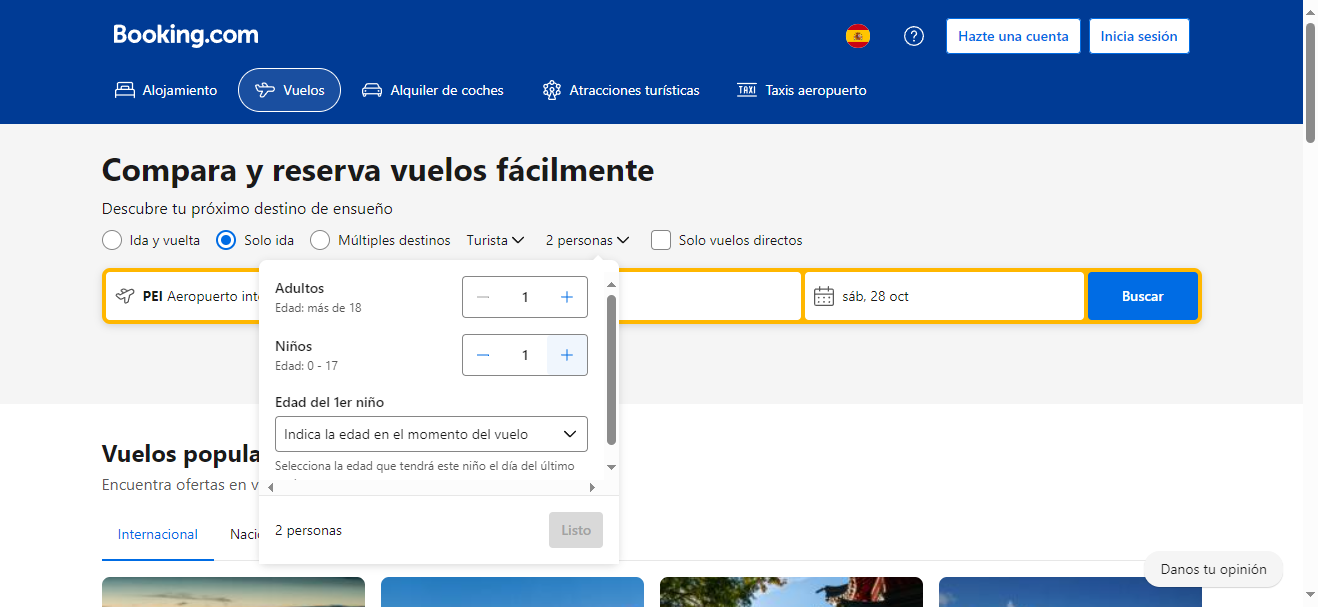 Booking.com
Hazte una cuenta
Inicia sesión
Alojamiento
Vuelos
Alquiler de coches
Atracciones turísticas
TAXI
Taxis aeropuerto
Compara y reserva vuelos fácilmente
Descubre tu próximo destino de ensueño
Ida y vuelta
Solo ida
Múltiples destinos
Turista
2 personas
Solo vuelos directos
PEI Aeropuerto
sáb, 28 oct
Buscar
Adultos
1
Edad: más de 18
Niños
1
Edad: 0 - 17
Edad del 1er niño
Indica la edad en el momento del vuelo
Selecciona la edad que tendrá este niño el día del último
2 personas
Listo
Vuelos
Encuentra ofertas en
Internacional
Danos tu opinión